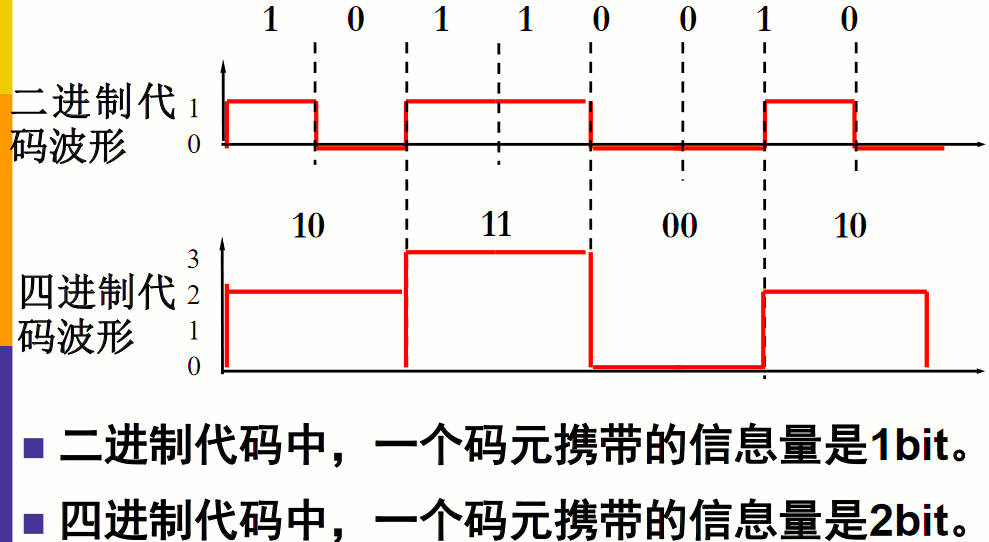 1 0 1 1 0 0 1 0
二进制代
码波形
1
0
10 11 00 10
四进制代
码波形
3
2
1
0
二进制代码中，一个码元携带的信息量是1bit。
四进制代码中，一个码元携带的信息量是2bit。